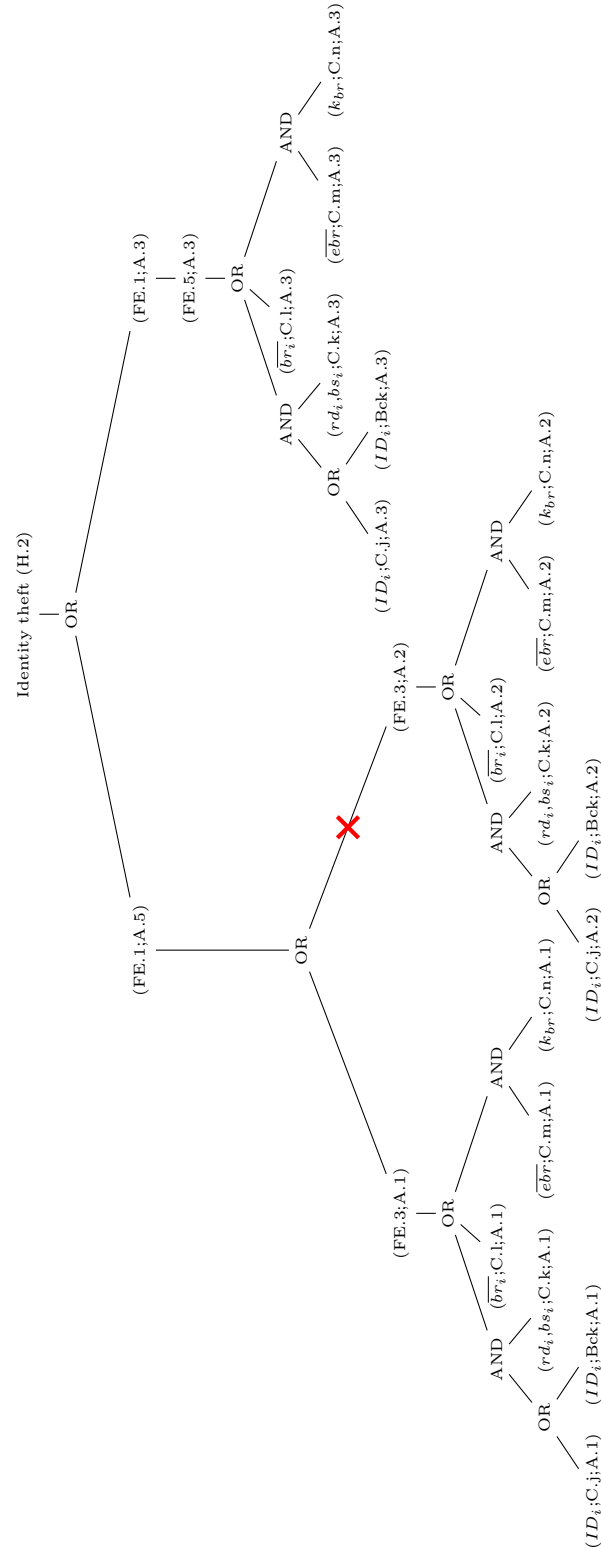 Identity theft (H.2)
OR
(FE.1;A.5)
(FE.1;A.3)
(FE.5;A.3)
OR
AND
($\overline{br_i}$;C.l;A.3)
AND
OR
($rd_i$,$bs_i$;C.k;A.3)
($\overline{ebr}$;C.m;A.3)
($k_{br}$;C.n;A.3)
($ID_i$;C.j;A.3)
($ID_i$;Bck;A.3)
OR
(FE.3;A.1)
(FE.3;A.2)
OR
AND
($\overline{br_i}$;C.l;A.1)
AND
OR
($rd_i$,$bs_i$;C.k;A.1)
($\overline{ebr}$;C.m;A.1)
($k_{br}$;C.n;A.1)
($ID_i$;C.j;A.1)
($ID_i$;Bck;A.1)
OR
AND
($\overline{br_i}$;C.l;A.2)
AND
OR
($rd_i$,$bs_i$;C.k;A.2)
($\overline{ebr}$;C.m;A.2)
($k_{br}$;C.n;A.2)
($ID_i$;C.j;A.2)
($ID_i$;Bck;A.2)